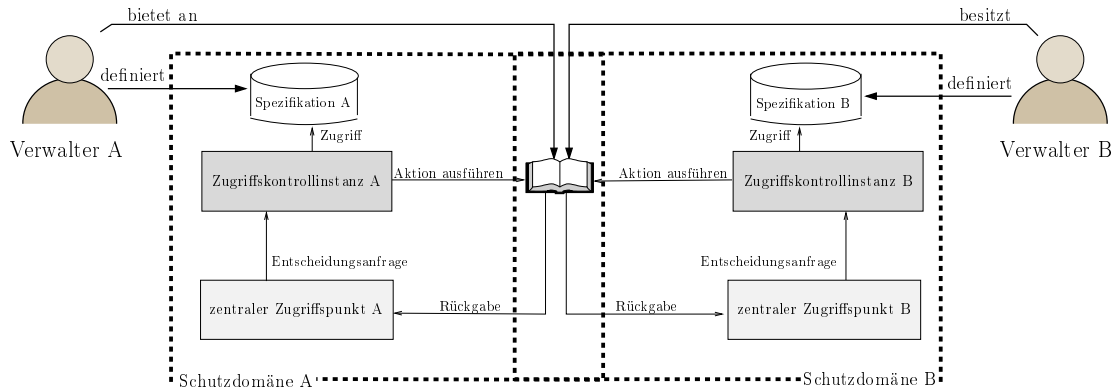 bietet an
besitzt
definiert
definiert
Spezifikation A
Spezifikation B
Verwalter A
Verwalter B
Zugriff
Zugriff
Zugriffskontrollinstanz A
Aktion ausführen
Aktion ausführen
Zugriffskontrollinstanz B
Entscheidungsanfrage
Entscheidungsanfrage
zentraler Zugriffspunkt A
Rückgabe
Rückgabe
zentraler Zugriffspunkt B
Schutzdomäne A
Schutzdomäne B